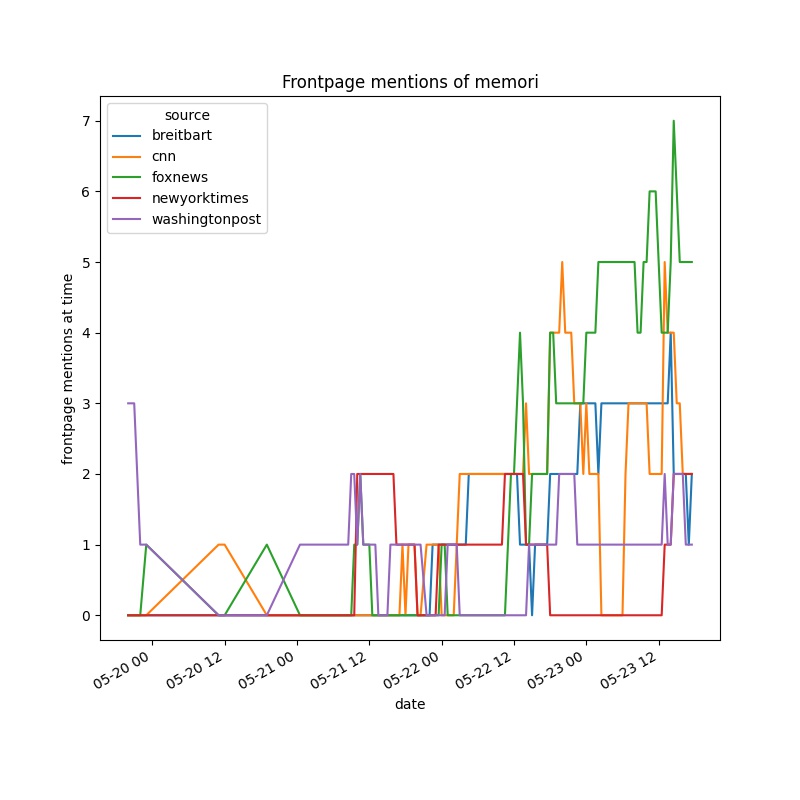 Frontpage mentions of memori
source
breitbart
cnn
foxnews
newyorktimes
washingtonpost
frontpage mentions at time
7
6
5
4
3
2
1
0
05-20 00
05-20 12
05-21 00
05-21 12
05-22 00
05-22 12
05-23 00
05-23 12
date